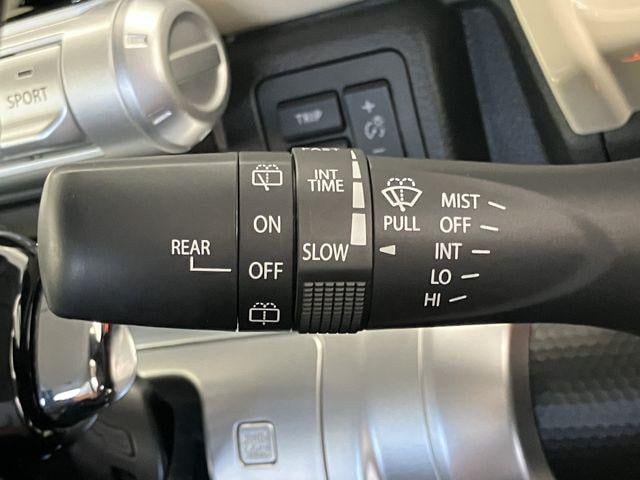 SPORT
TRIP
+
REAR
ON
OFF
INT
TIME
SLOW
PULL
MIST
OFF
INT
LO
HI